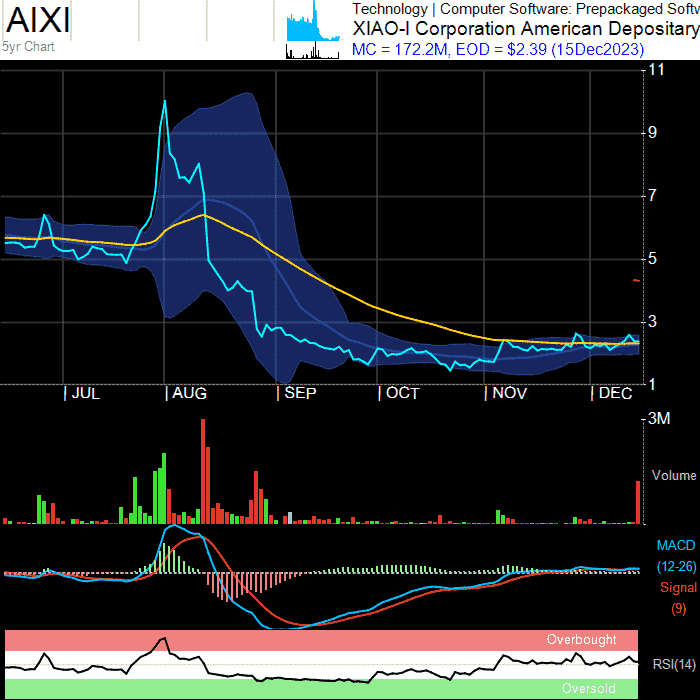 AIXI
5yr Chart
Technology | Computer Software: Prepackaged Softw
XIAO-I Corporation American Depositary
MC = 172.2M, EOD = $2.39 (15Dec2023)
11
9
7
5
3
1
JUL AUG SEP OCT NOV DEC
3M
Volume
MACD
(12-26)
Signal
(9)
Overbought
RSI(14)
Oversold